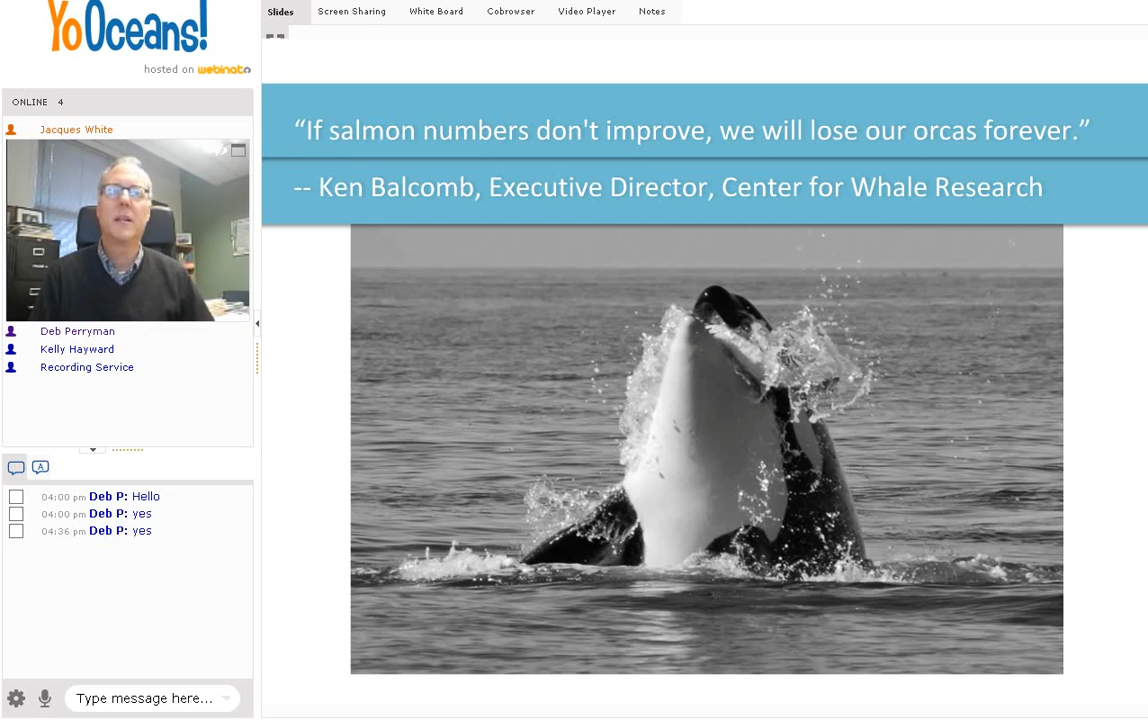 YoOceans!
hosted on webinato
ONLINE 4
Jacques White
Deb Perryman
Kelly Hayward
Recording Service
04:00 pm Deb P: Hello
04:00 pm Deb P: yes
04:36 pm Deb P: yes
Type message here...
Slides Screen Sharing White Board Cobrowser Video Player Notes
“If salmon numbers don't improve, we will lose our orcas forever.”
-- Ken Balcomb, Executive Director, Center for Whale Research